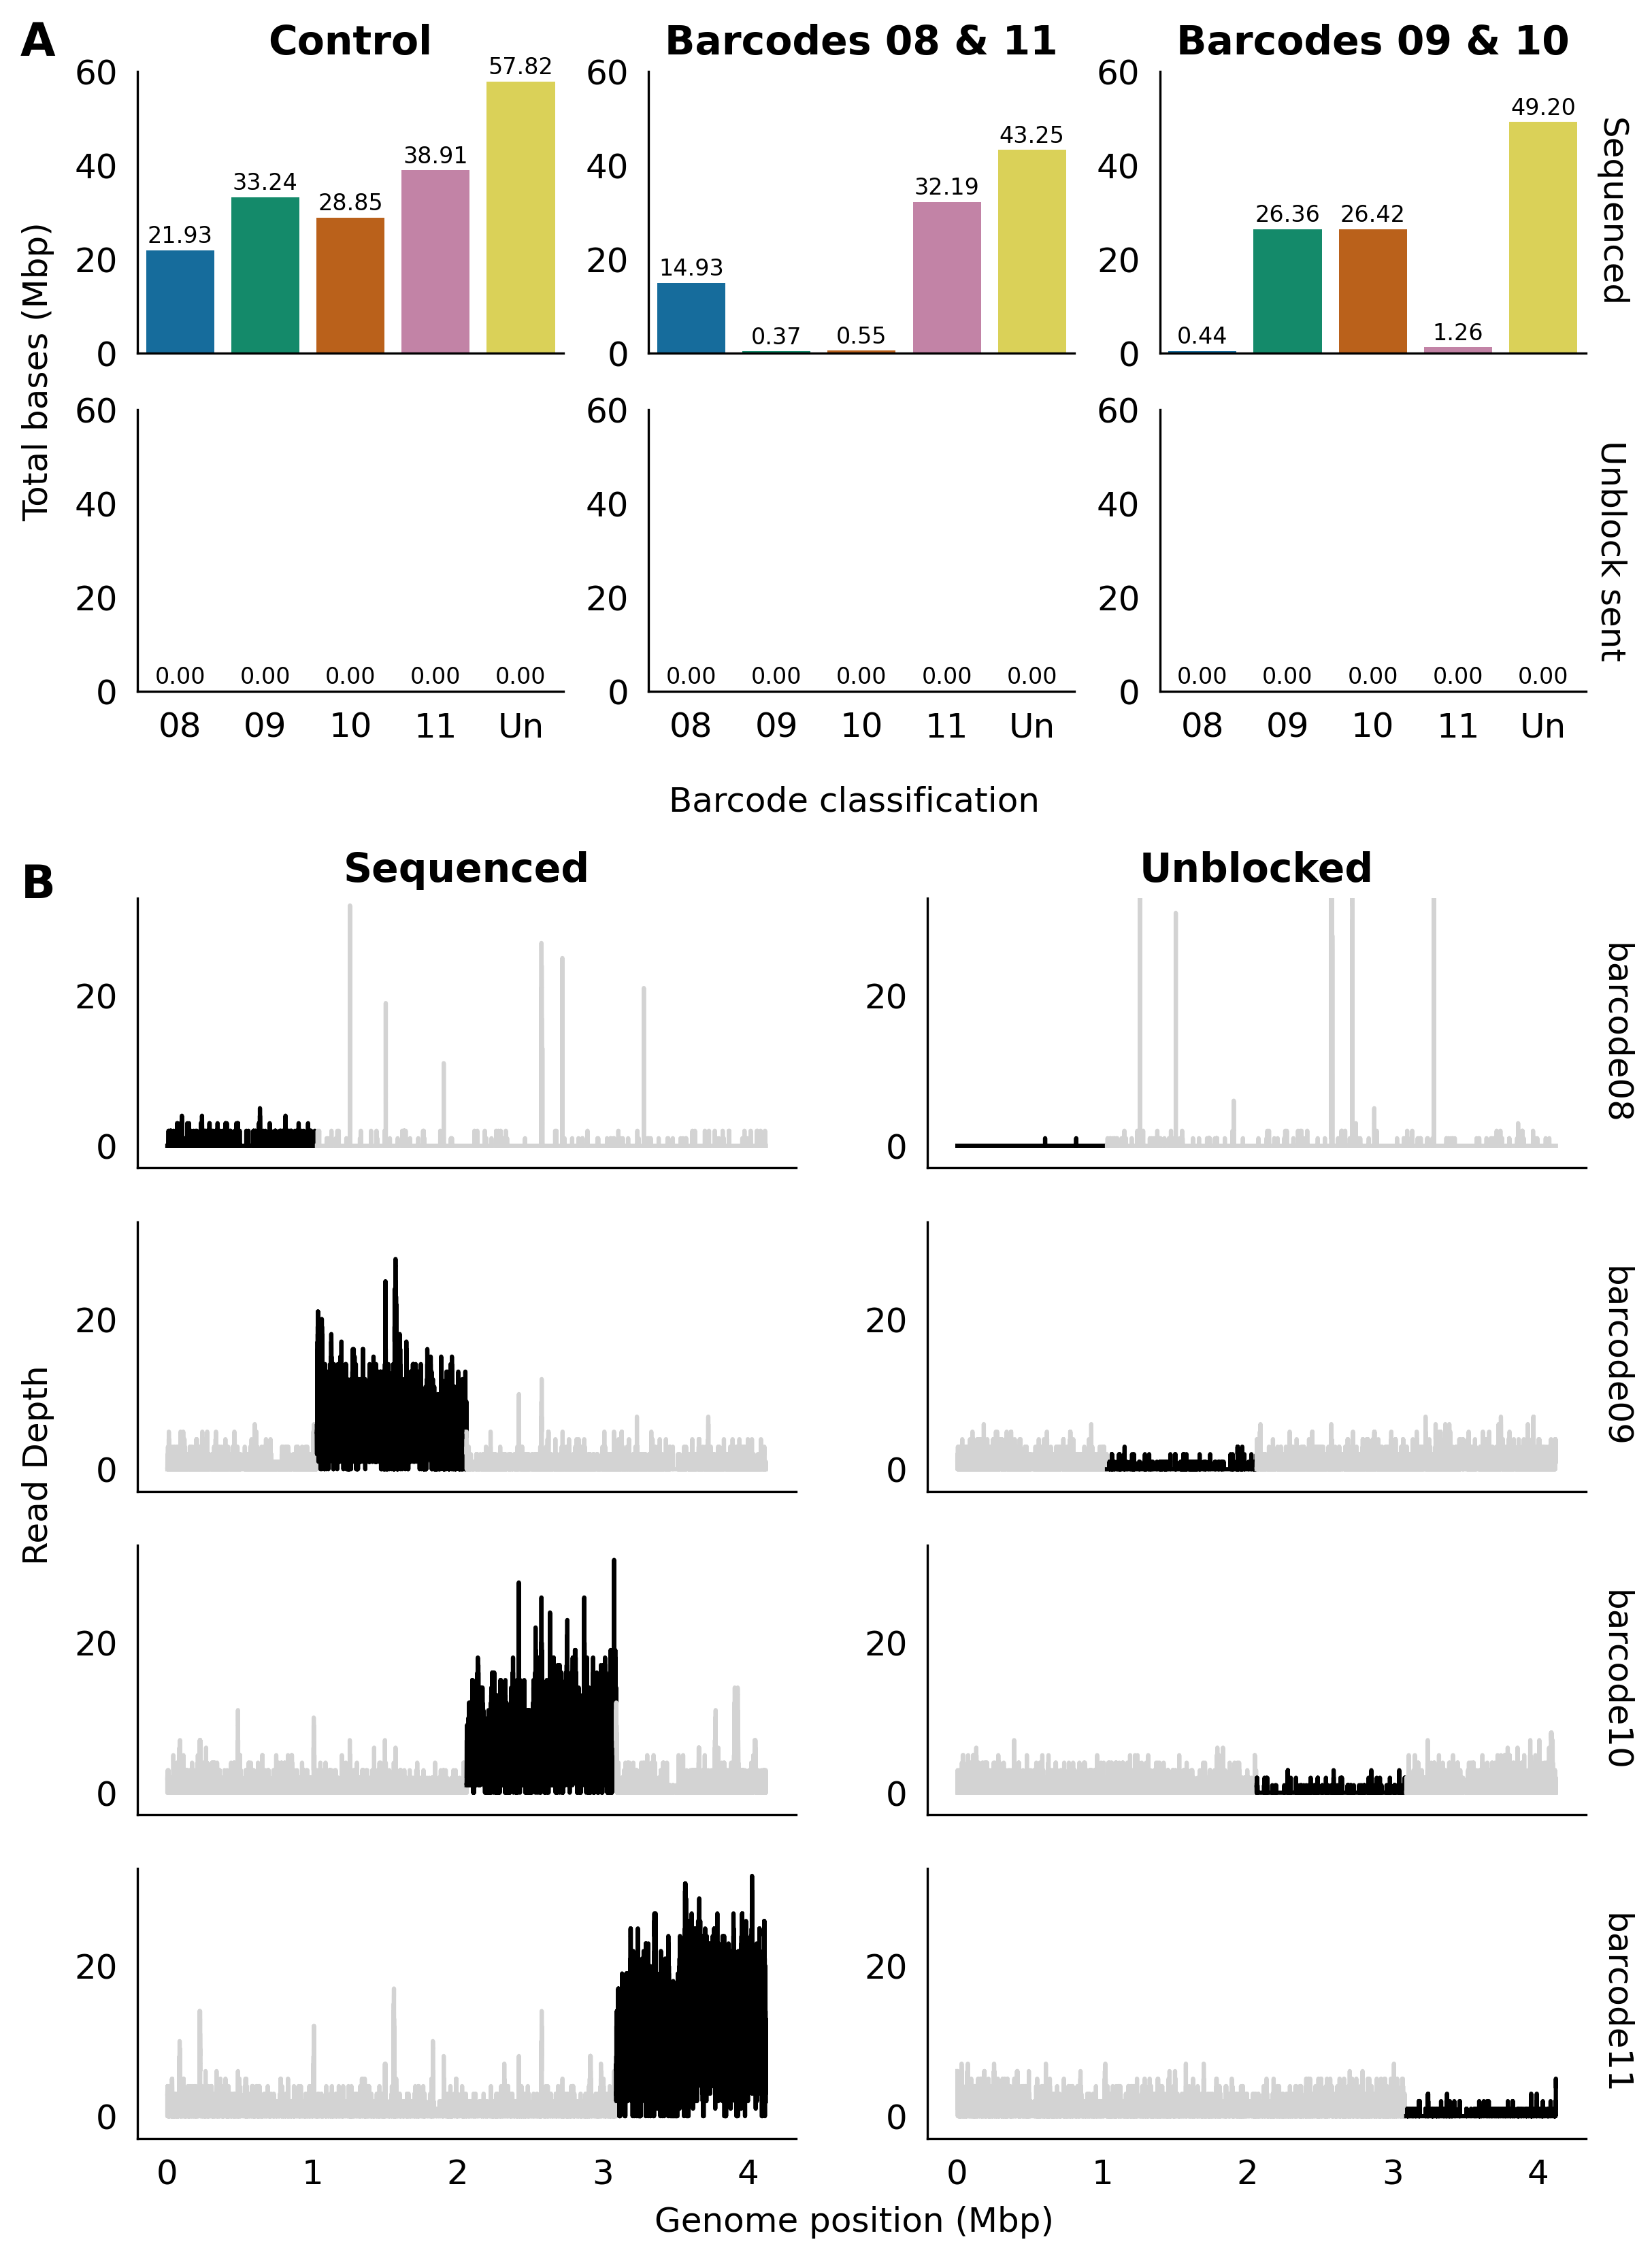 A
Control
Barcodes 08 & 11
Barcodes 09 & 10
Total bases (Mbp)
60
40
20
0
21.93
33.24
28.85
38.91
57.82
60
40
20
0
14.93
0.37
0.55
32.19
43.25
60
40
20
0
0.44
26.36
26.42
1.26
49.20
Sequenced
60
40
20
0
0.00 0.00 0.00 0.00 0.00
08 09 10 11 Un
60
40
20
0
0.00 0.00 0.00 0.00 0.00
08 09 10 11 Un
60
40
20
0
0.00 0.00 0.00 0.00 0.00
08 09 10 11 Un
Unblock sent
Barcode classification
B
Sequenced
Unblocked
Read Depth
20
0
20
0
barcode08
20
0
20
0
barcode09
20
0
20
0
barcode10
20
0
20
0
barcode11
0 1 2 3 4
0 1 2 3 4
Genome position (Mbp)